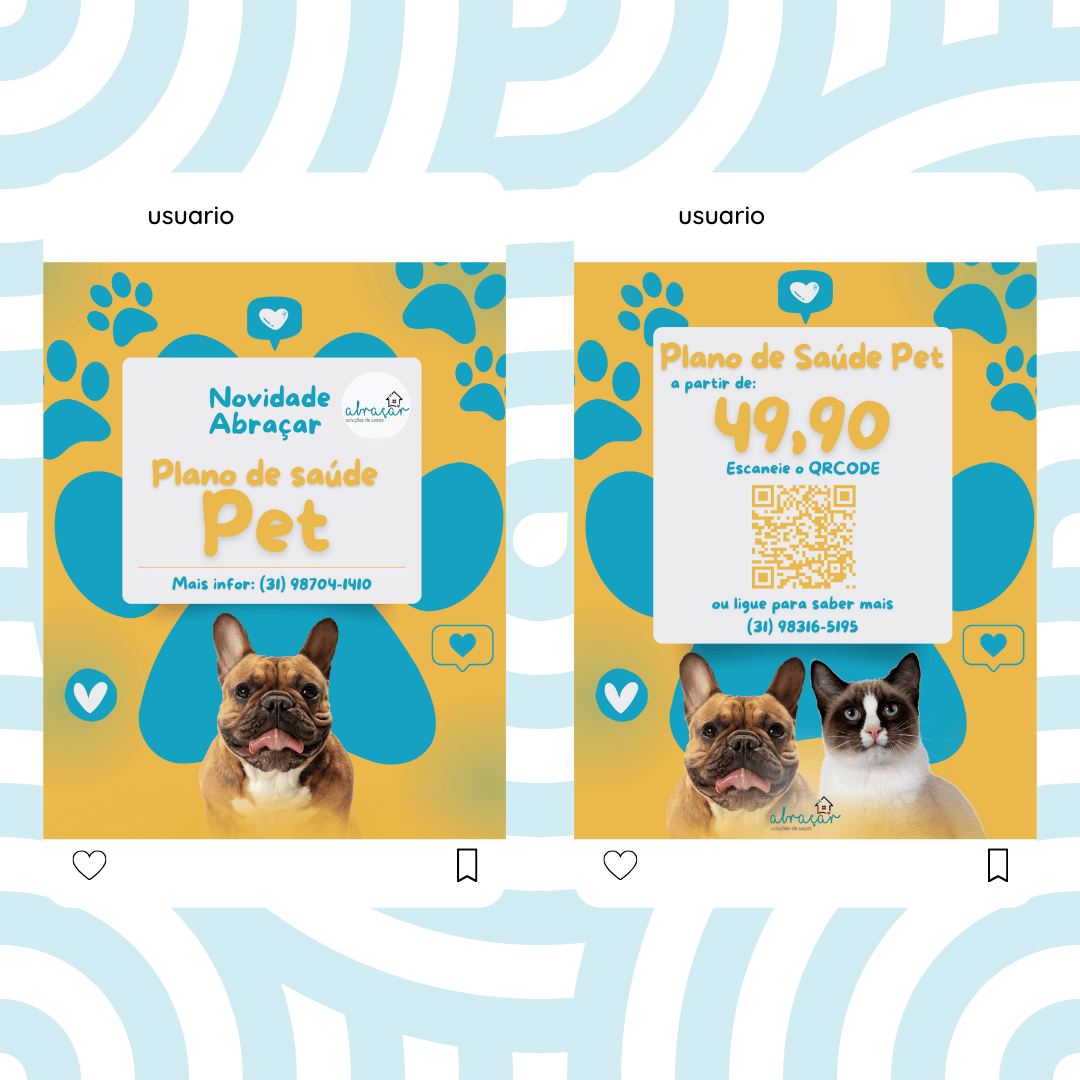 usuario
Novidade
Abraçar
abraçar
soluções de saúde
Plano de saúde
Pet
Mais infor: (31) 98704-1410
usuario
Plano de Saúde Pet
a partir de:
49,90
Escaneie o QRCODE
ou ligue para saber mais
(31) 98316-5195
abraçar
soluções de saúde